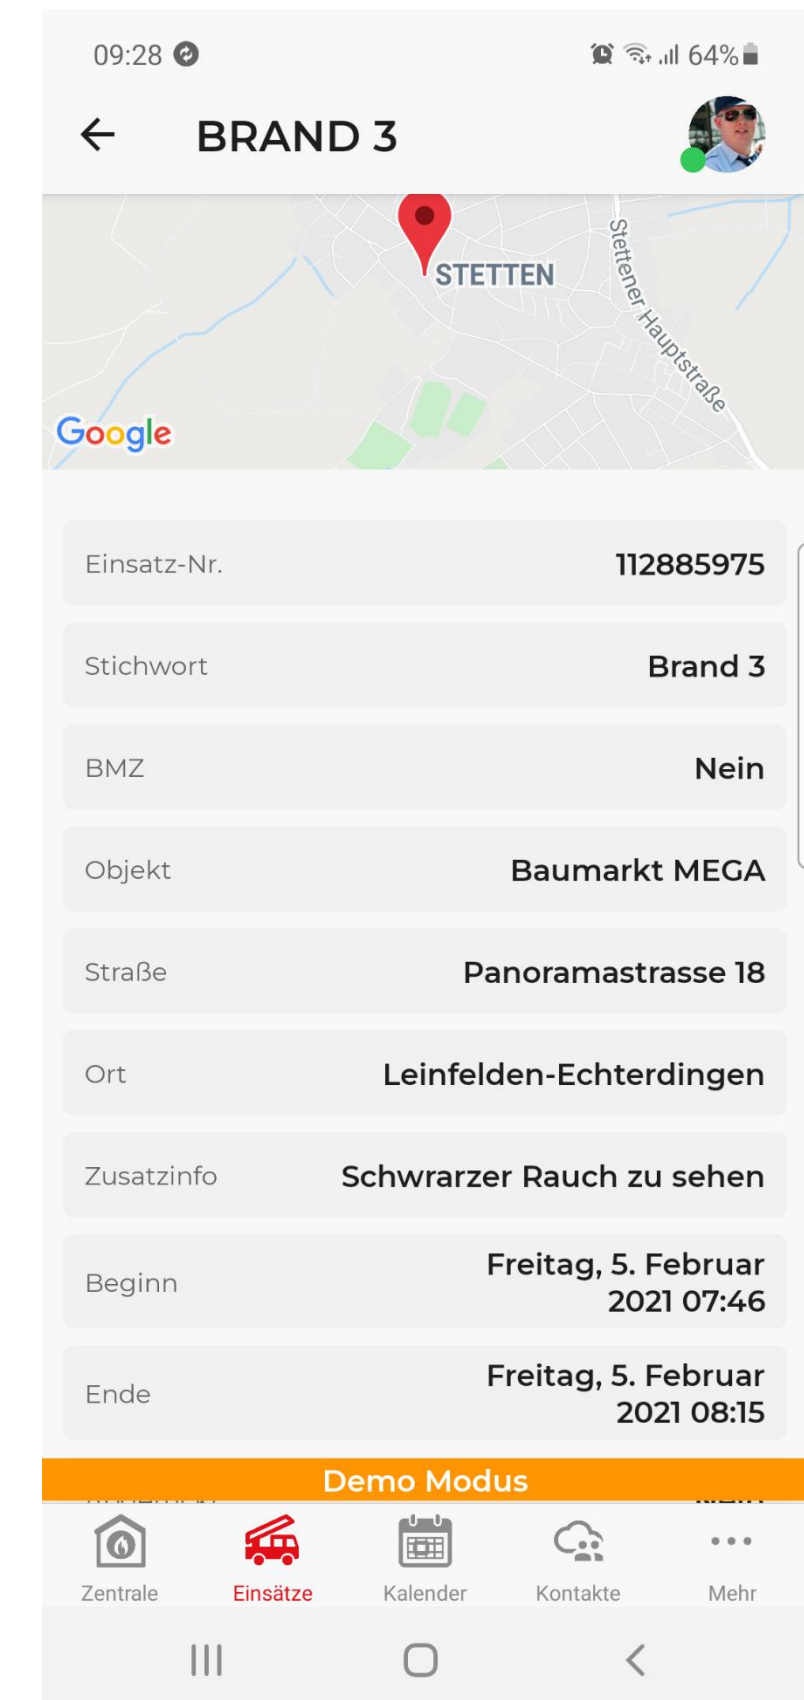 09:28
64%
BRAND 3
STETTEN
Stettener Hauptstraße
Google
Einsatz-Nr. 112885975
Stichwort Brand 3
BMZ Nein
Objekt Baumarkt MEGA
Straße Panoramastrasse 18
Ort Leinfelden-Echterdingen
Zusatzinfo Schwrarzer Rauch zu sehen
Beginn Freitag, 5. Februar
2021 07:46
Ende Freitag, 5. Februar
2021 08:15
Demo Modus
Zentrale Einsätze Kalender Kontakte Mehr